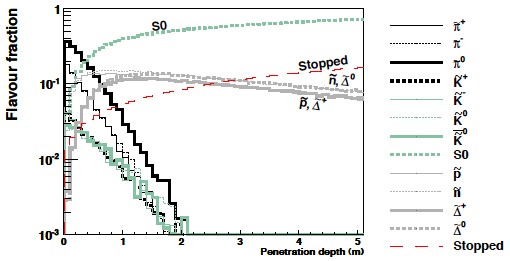 Flavour fraction
1
10⁻¹
10⁻²
10⁻³
S0
Stopped
ñ, Δ̃⁰
p̃, Δ̃⁺
0
1
2
3
4
5
Penetration depth (m)
π̃⁺
π̃⁻
π̃⁰
K̃⁺
K̃⁻
K̃⁰
K̃⁰
S0
p̃
ñ
Δ̃⁺
Δ̃⁰
Stopped